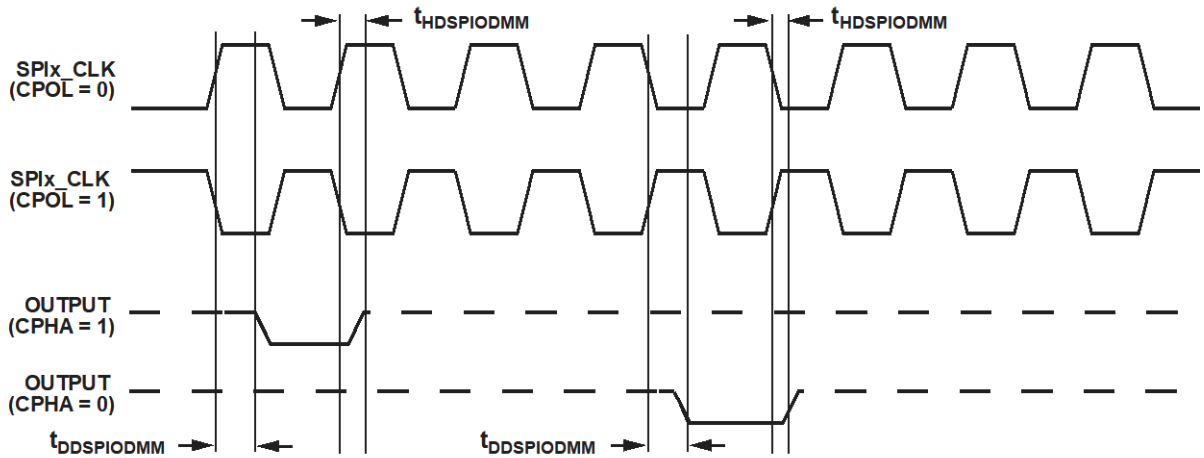 tHDSPIODMM
tHDSPIODMM
SPIx_CLK
(CPOL = 0)
SPIx_CLK
(CPOL = 1)
OUTPUT
(CPHA = 1)
OUTPUT
(CPHA = 0)
tDDSPIODMM
tDDSPIODMM